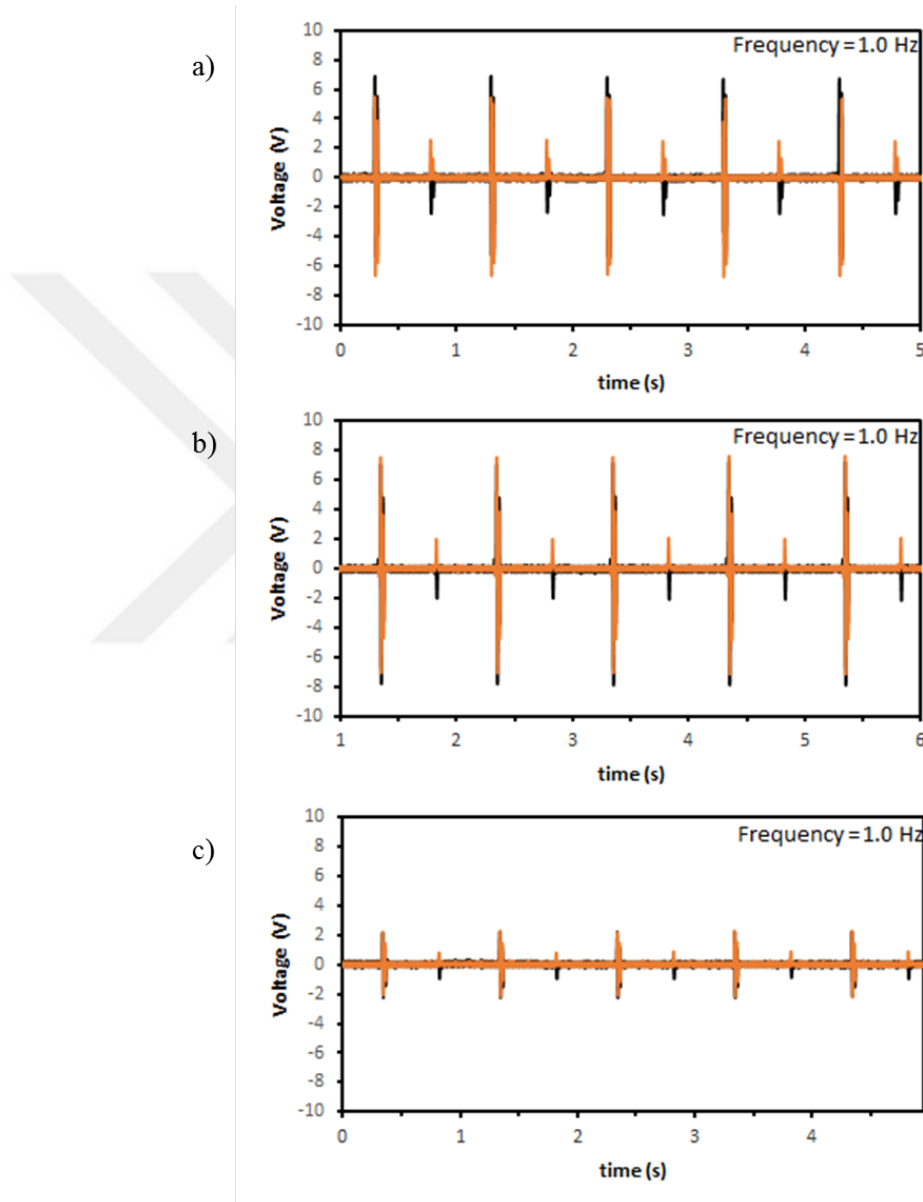 a)
Frequency = 1.0 Hz
Voltage (V)
10
8
6
4
2
0
-2
-4
-6
-8
-10
0 1 2 3 4 5
time (s)
b)
Frequency = 1.0 Hz
Voltage (V)
10
8
6
4
2
0
-2
-4
-6
-8
-10
1 2 3 4 5 6
time (s)
c)
Frequency = 1.0 Hz
Voltage (V)
10
8
6
4
2
0
-2
-4
-6
-8
-10
0 1 2 3 4
time (s)